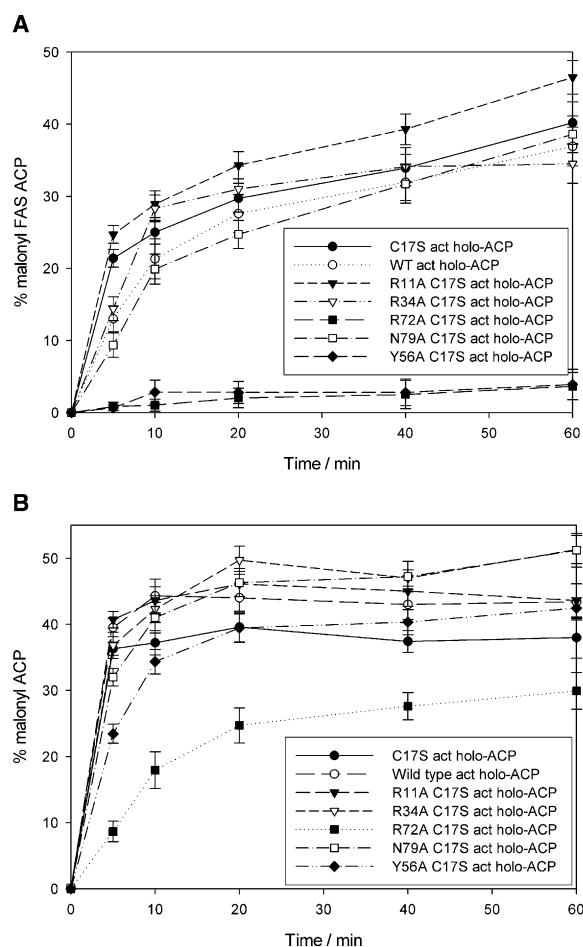 A
50
40
30
20
10
0
% malonyl FAS ACP
C17S act holo-ACP
WT act holo-ACP
R11A C17S act holo-ACP
R34A C17S act holo-ACP
R72A C17S act holo-ACP
N79A C17S act holo-ACP
Y56A C17S act holo-ACP
0 10 20 30 40 50 60
Time / min
B
50
40
30
20
10
0
% malonyl ACP
C17S act holo-ACP
Wild type act holo-ACP
R11A C17S act holo-ACP
R34A C17S act holo-ACP
R72A C17S act holo-ACP
N79A C17S act holo-ACP
Y56A C17S act holo-ACP
0 10 20 30 40 50 60
Time / min